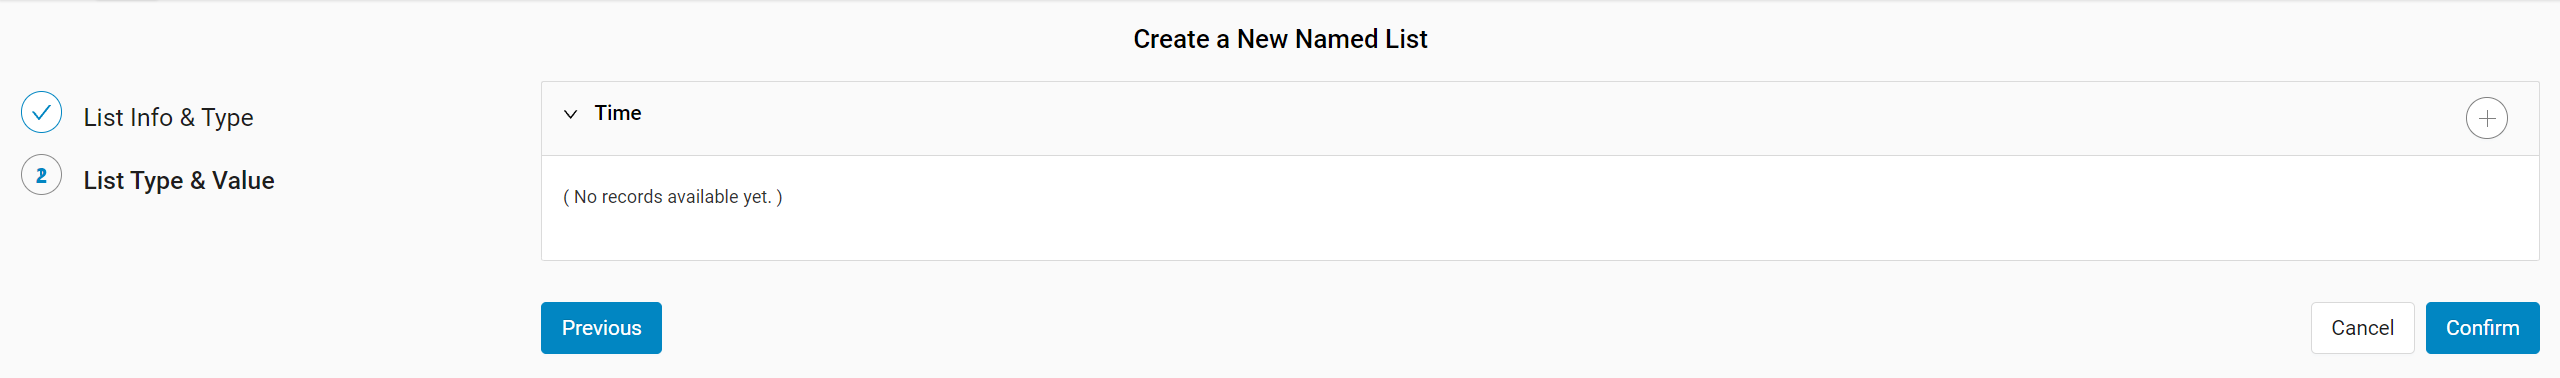 Create a New Named List
List Info & Type
2 List Type & Value
Time
( No records available yet. )
Previous
Cancel
Confirm